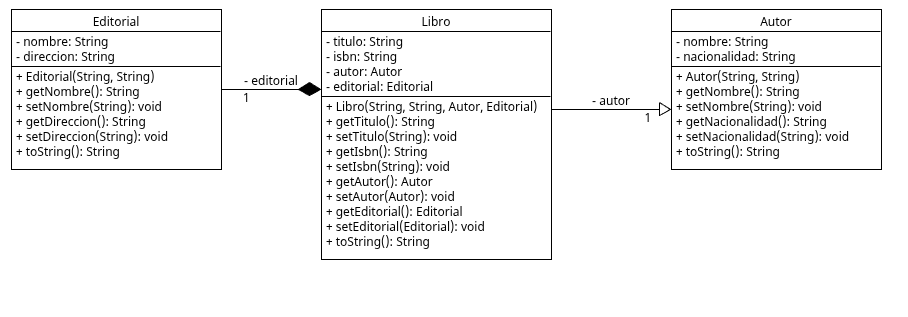 Editorial
- nombre: String
- direccion: String
+ Editorial(String, String)
+ getNombre(): String
+ setNombre(String): void
+ getDireccion(): String
+ setDireccion(String): void
+ toString(): String
- editorial
1
Libro
- titulo: String
- isbn: String
- autor: Autor
- editorial: Editorial
+ Libro(String, String, Autor, Editorial)
+ getTitulo(): String
+ setTitulo(String): void
+ getIsbn(): String
+ setIsbn(String): void
+ getAutor(): Autor
+ setAutor(Autor): void
+ getEditorial(): Editorial
+ setEditorial(Editorial): void
+ toString(): String
- autor
1
Autor
- nombre: String
- nacionalidad: String
+ Autor(String, String)
+ getNombre(): String
+ setNombre(String): void
+ getNacionalidad(): String
+ setNacionalidad(String): void
+ toString(): String